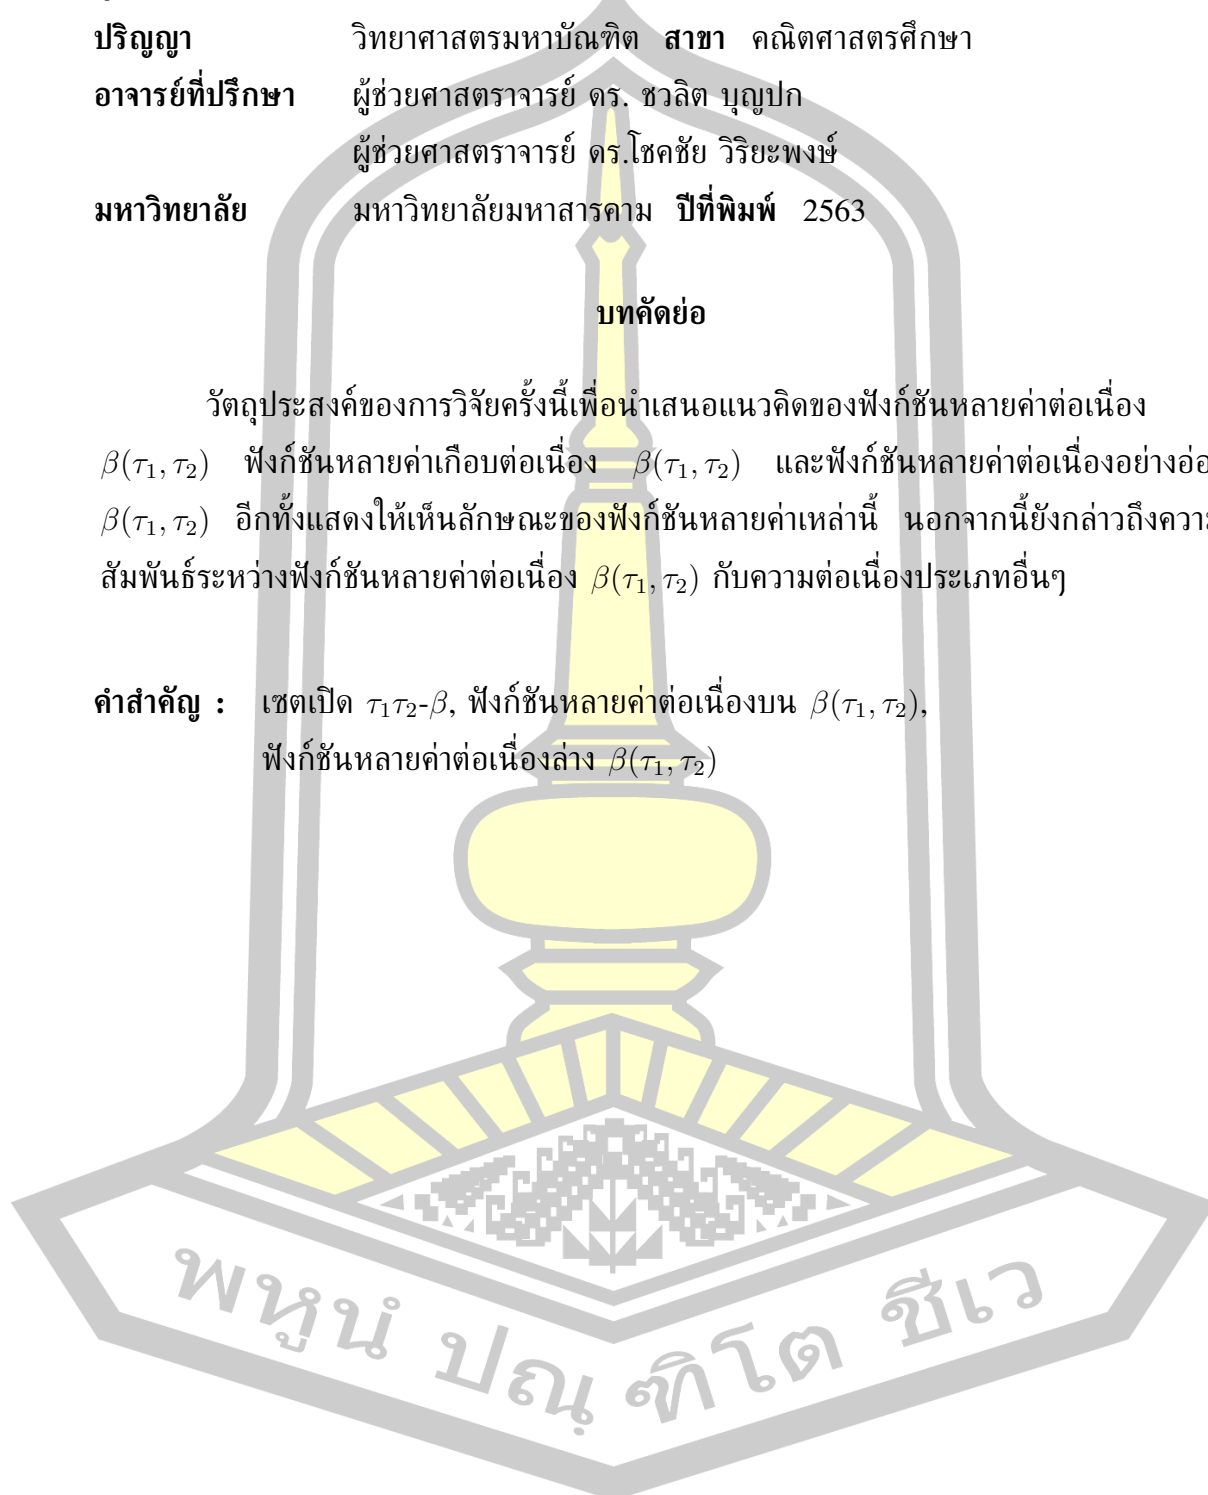 ปริญญา วิทยาศาสตรมหาบัณฑิต สาขา คณิตศาสตรศึกษา
อาจารย์ที่ปรึกษา ผู้ช่วยศาสตราจารย์ ดร. ชวลิต บุญปก
ผู้ช่วยศาสตราจารย์ ดร.โชคชัย วิริยะพงษ์
มหาวิทยาลัย มหาวิทยาลัยมหาสารคาม ปีที่พิมพ์ 2563
บทคัดย่อ
วัตถุประสงค์ของการวิจัยครั้งนี้เพื่อนำเสนอแนวคิดของฟังก์ชันหลายค่าต่อเนื่อง
β(τ₁, τ₂) ฟังก์ชันหลายค่าเกือบต่อเนื่อง β(τ₁, τ₂) และฟังก์ชันหลายค่าต่อเนื่องอย่างอ่อ
β(τ₁, τ₂) อีกทั้งแสดงให้เห็นลักษณะของฟังก์ชันหลายค่าเหล่านี้ นอกจากนี้ยังกล่าวถึงความ
สัมพันธ์ระหว่างฟังก์ชันหลายค่าต่อเนื่อง β(τ₁, τ₂) กับความต่อเนื่องประเภทอื่นๆ
คำสำคัญ : เซตเปิด τ₁τ₂-β, ฟังก์ชันหลายค่าต่อเนื่องบน β(τ₁, τ₂),
ฟังก์ชันหลายค่าต่อเนื่องล่าง β(τ₁, τ₂)
พหูนํ ปณฺฑิโต ชีเว